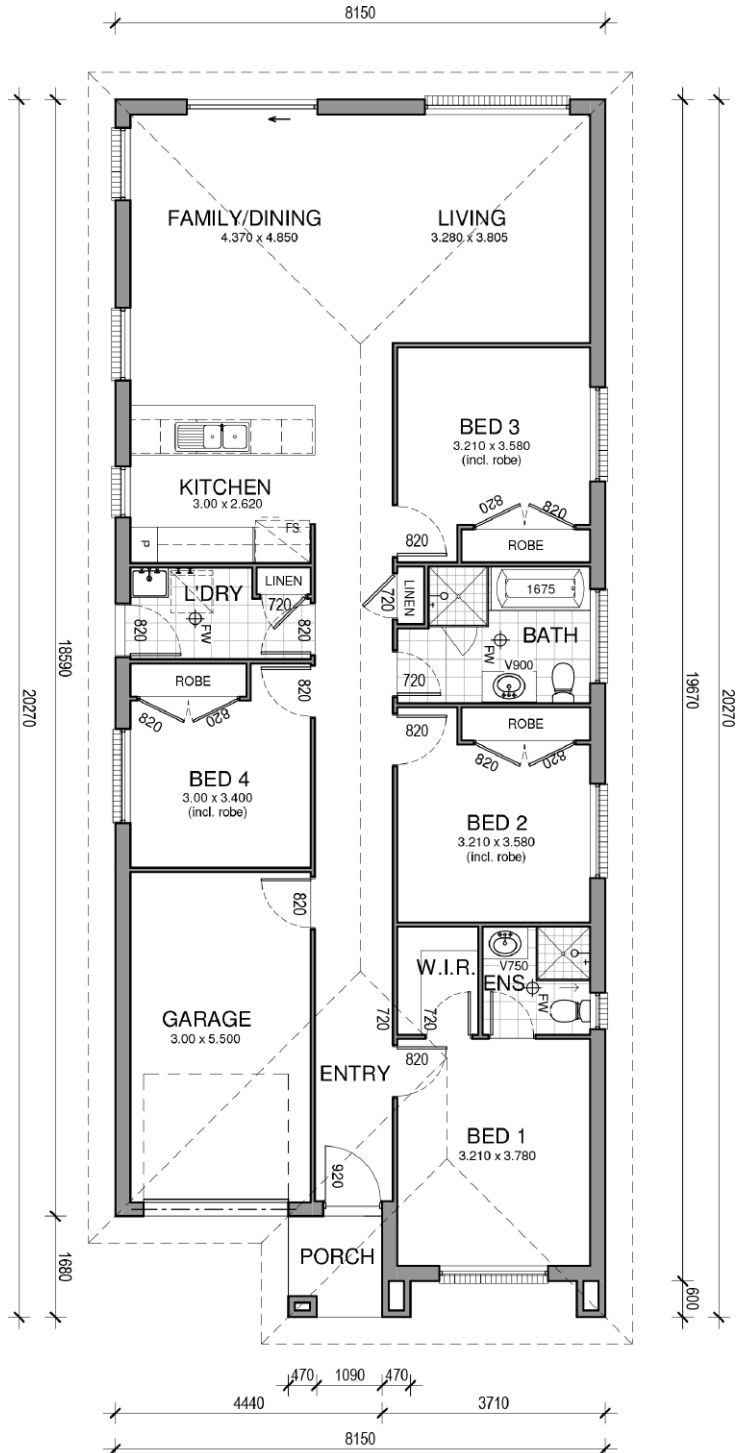 8150
FAMILY/DINING
4.370 x 4.850
LIVING
3.280 x 3.805
BED 3
3.210 x 3.580
(incl. robe)
820
820
KITCHEN
3.00 x 2.620
P
FS.
820
ROBE
L'DRY
LINEN
720
820
820
FW
LINEN
720
1675
BATH
FW
V900
720
ROBE
820
820
820
BED 4
3.00 x 3.400
(incl. robe)
ROBE
820
820
820
BED 2
3.210 x 3.580
(incl. robe)
820
GARAGE
3.00 x 5.500
W.I.R.
V750
ENS
FW
720
720
820
ENTRY
BED 1
3.210 x 3.780
920
PORCH
20270
18590
1680
19670
20270
600
470
1090
470
4440
3710
8150